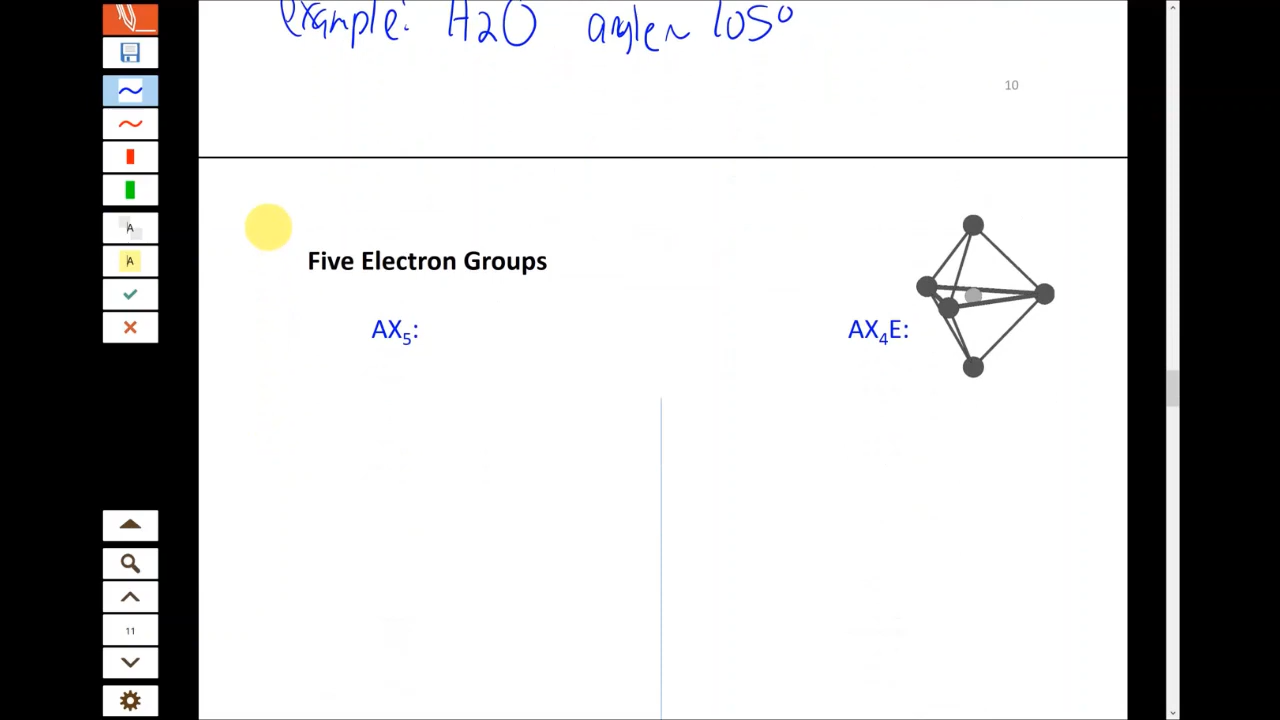 example: H2O angle ~ 105°
10
Five Electron Groups
AX₅:
AX₄E:
A
A
11